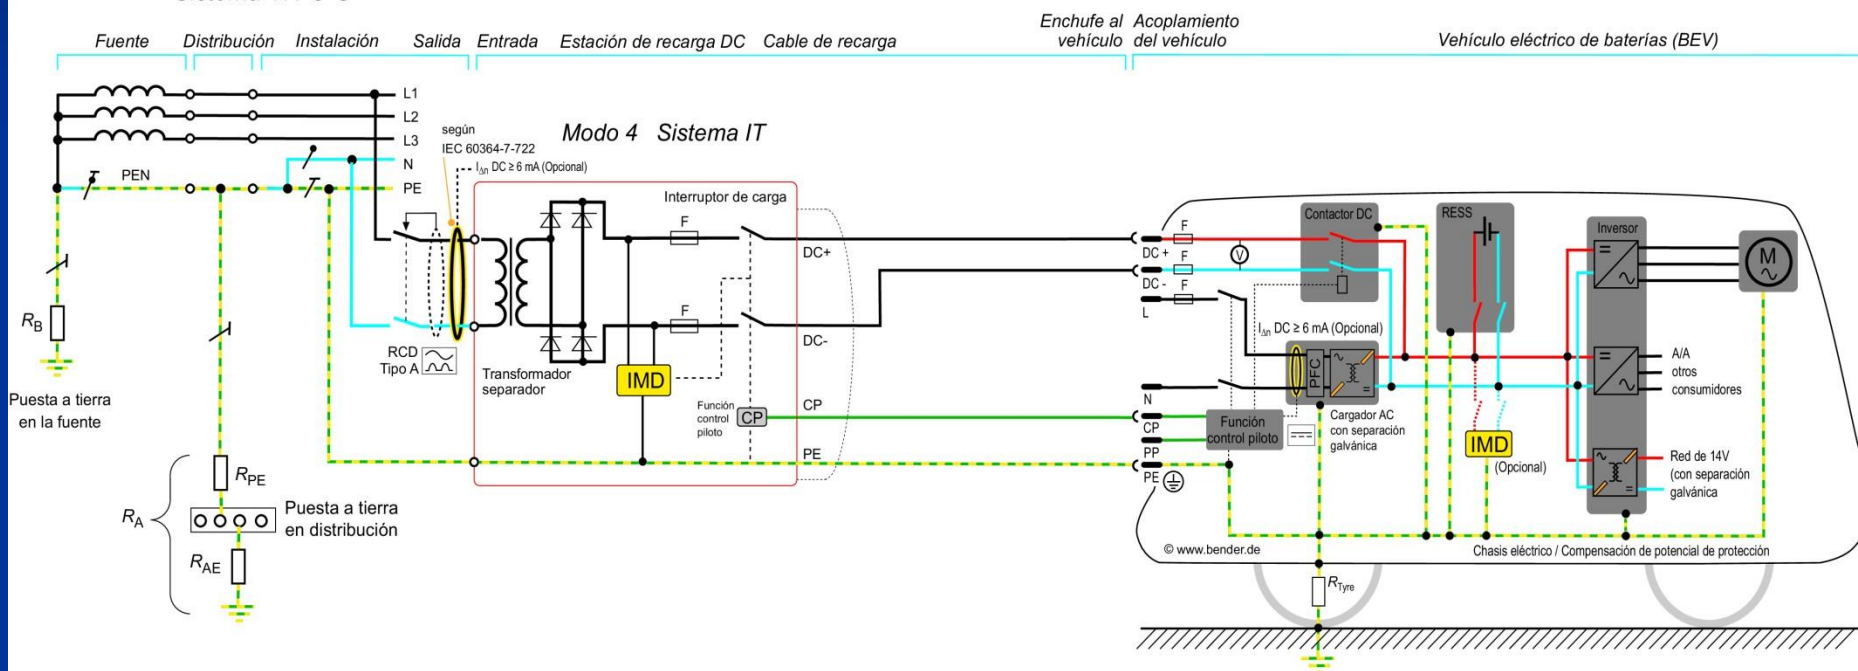 Fuente
Distribución
Instalación
Salida
Entrada
Estación de recarga DC
Cable de recarga
Enchufe al
vehículo
Acoplamiento
del vehículo
Vehículo eléctrico de baterías (BEV)
L1
L2
L3
N
PE
PEN
según
IEC 60364-7-722
I∆n DC ≥ 6 mA (Opcional)
Modo 4 Sistema IT
Interruptor de carga
F
DC+
F
DC-
RCD
Tipo A
Transformador
separador
IMD
Función
control
piloto
CP
CP
PE
RB
Puesta a tierra
en la fuente
RA
RPE
Puesta a tierra
en distribución
RAE
DC +
DC -
L
N
CP
PP
PE
F
F
F
V
Contactor DC
RESS
Inversor
M
I∆n DC ≥ 6 mA (Opcional)
PFC
Función
control piloto
Cargador AC
con separación
galvánica
IMD
(Opcional)
A/A
otros
consumidores
Red de 14V
(con separación
galvánica
© www.bender.de
Chasis eléctrico / Compensación de potencial de protección
RTyre